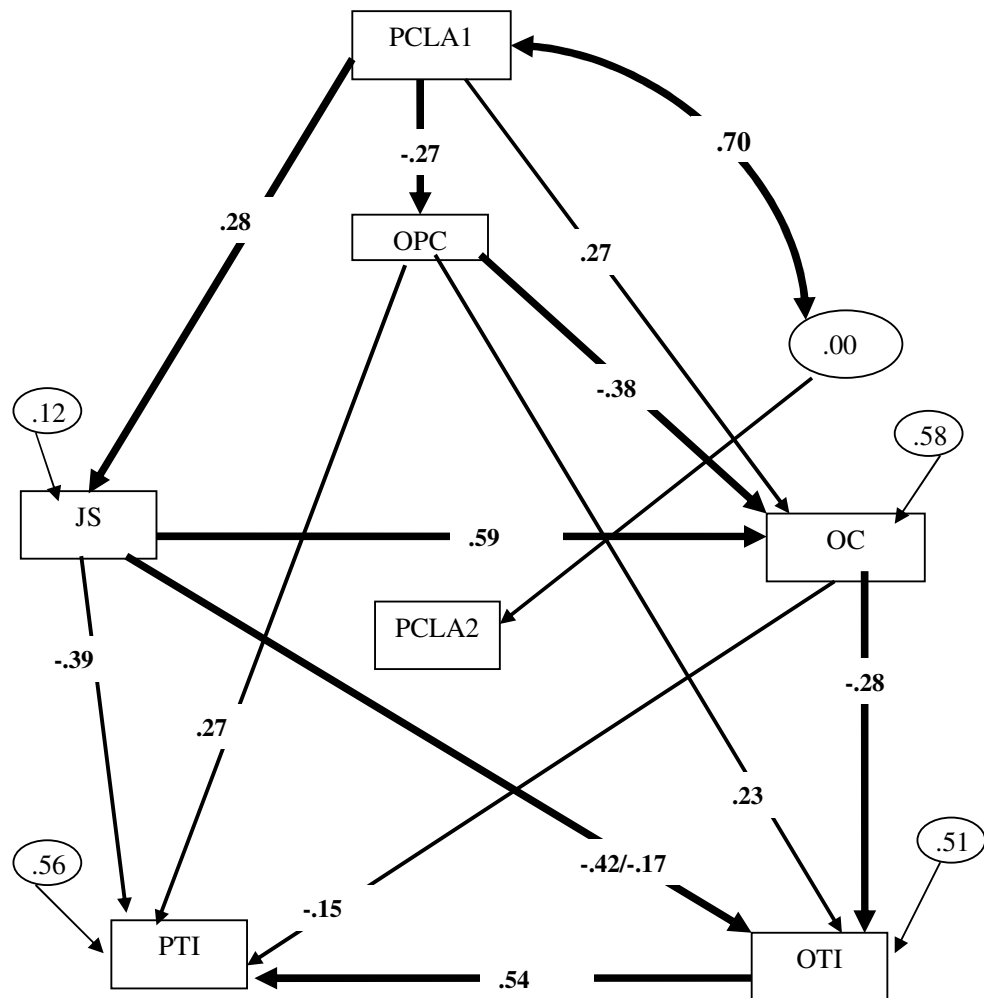 PCLA1
.70
-.27
.28
OPC
.27
.00
-.38
.12
.58
JS
.59
OC
PCLA2
-.39
-.28
.27
.23
.56
-.42/-.17
.51
-.15
PTI
OTI
.54